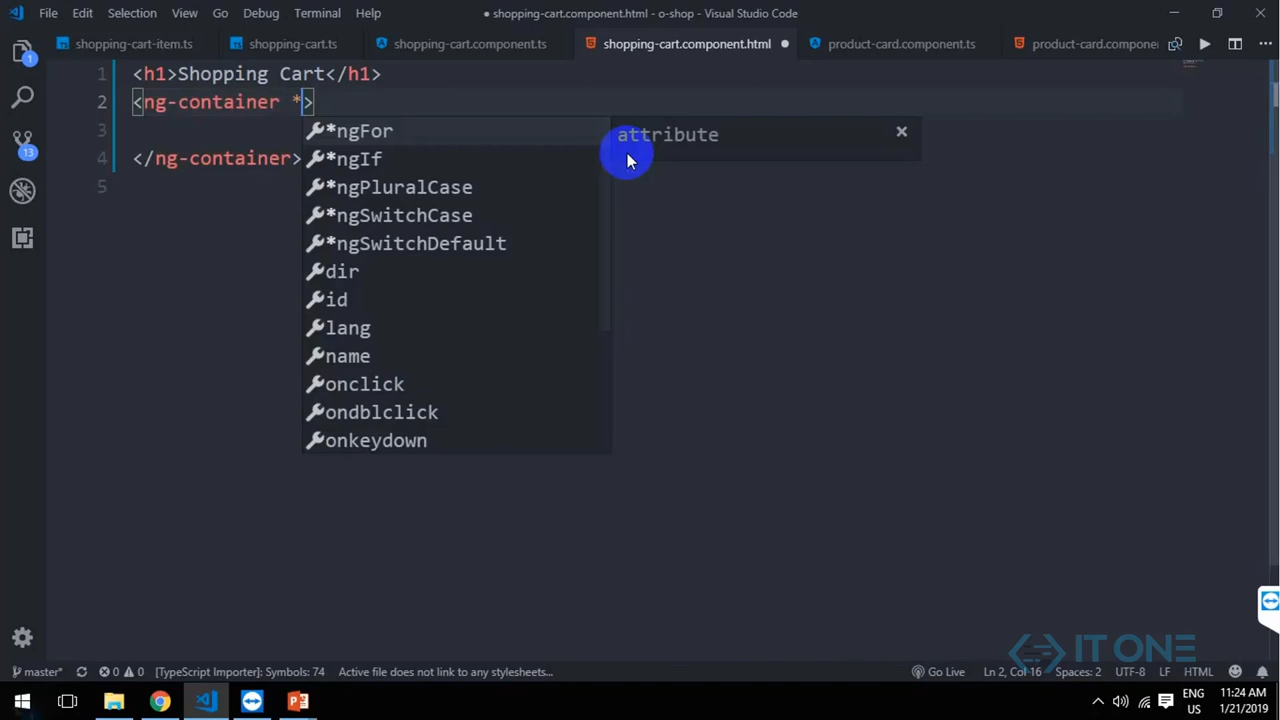 File Edit Selection View Go Debug Terminal Help
● shopping-cart.component.html - o-shop - Visual Studio Code
shopping-cart-item.ts shopping-cart.ts shopping-cart.component.ts shopping-cart.component.html ● product-card.component.ts product-card.compone
1 <h1>Shopping Cart</h1>
2 <ng-container *>
3
4 </ng-container>
5
*ngFor
*ngIf
*ngPluralCase
*ngSwitchCase
*ngSwitchDefault
dir
id
lang
name
onclick
ondblclick
onkeydown
attribute
1
13
IT ONE
master* 0 0 [TypeScript Importer]: Symbols: 74 Active file does not link to any stylesheets... Go Live Ln 2, Col 16 Spaces: 2 UTF-8 LF HTML
ENG
US
11:24 AM
1/21/2019